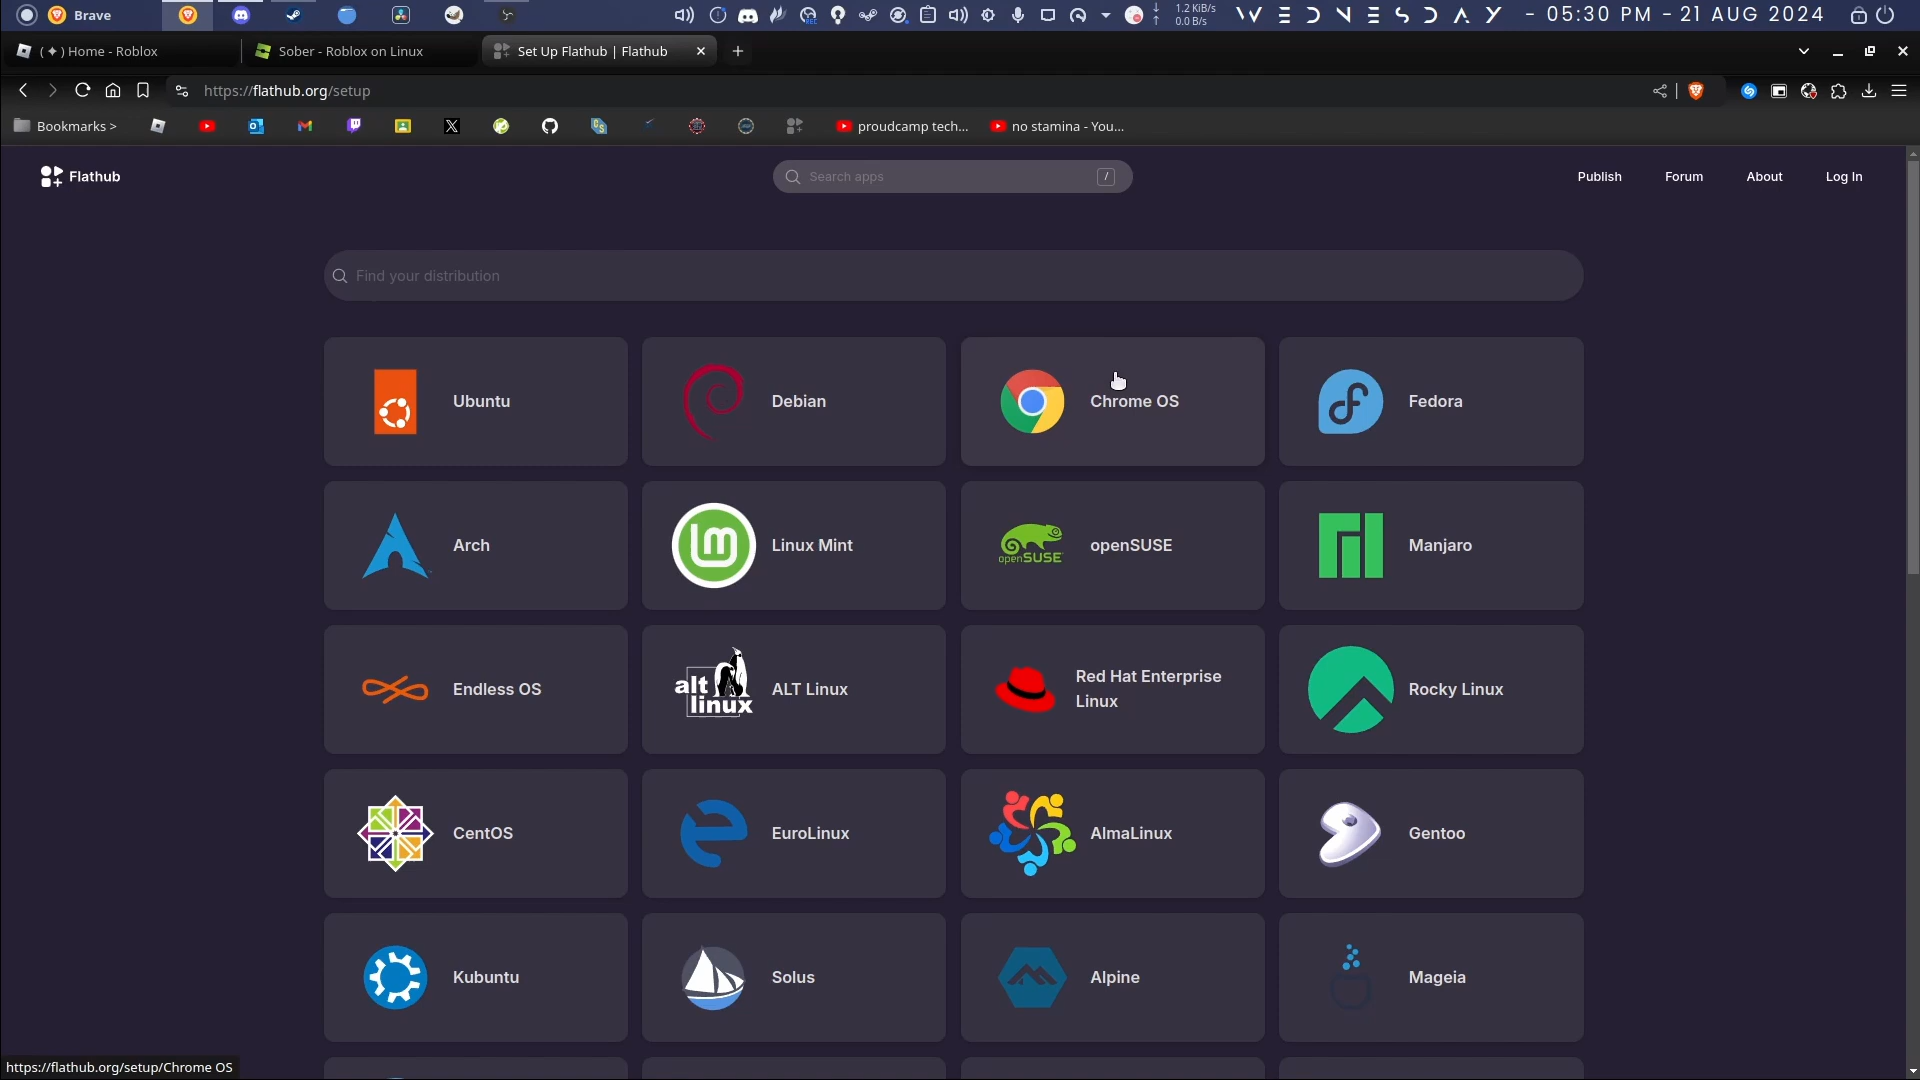 Brave
1.2 KiB/s
0.0 B/s
WEDNESDAY - 05:30 PM - 21 AUG 2024
( ✦ ) Home - Roblox
Sober - Roblox on Linux
Set Up Flathub | Flathub
https://flathub.org/setup
Bookmarks >
proudcamp tech...
no stamina - You...
Flathub
Search apps
/
Publish
Forum
About
Log In
Find your distribution
Ubuntu
Debian
Chrome OS
Fedora
Arch
Linux Mint
openSUSE
openSUSE
Manjaro
Endless OS
alt
linux
ALT Linux
Red Hat Enterprise
Linux
Rocky Linux
CentOS
EuroLinux
AlmaLinux
Gentoo
Kubuntu
Solus
Alpine
Mageia
https://flathub.org/setup/Chrome OS